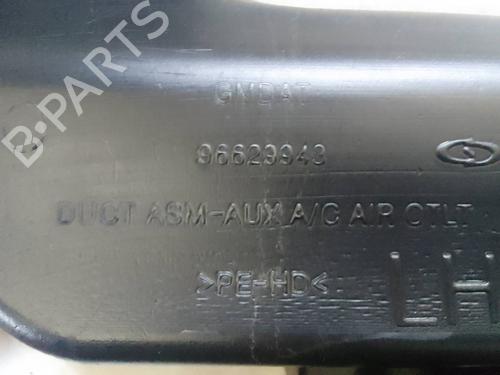 GMDAT
96629943
DUCT ASM-AUX A/C AIR OTLT
>PE-HD<
LH
B-PARTS